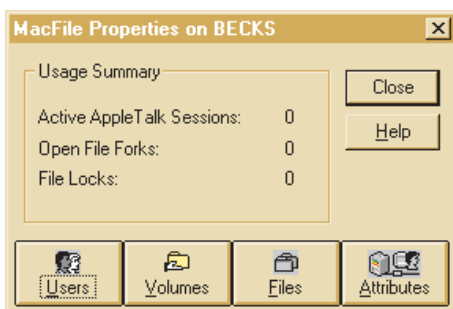 MacFile Properties on BECKS
Usage Summary
Active AppleTalk Sessions: 0
Open File Forks: 0
File Locks: 0
Close
Help
Users Volumes Files Attributes